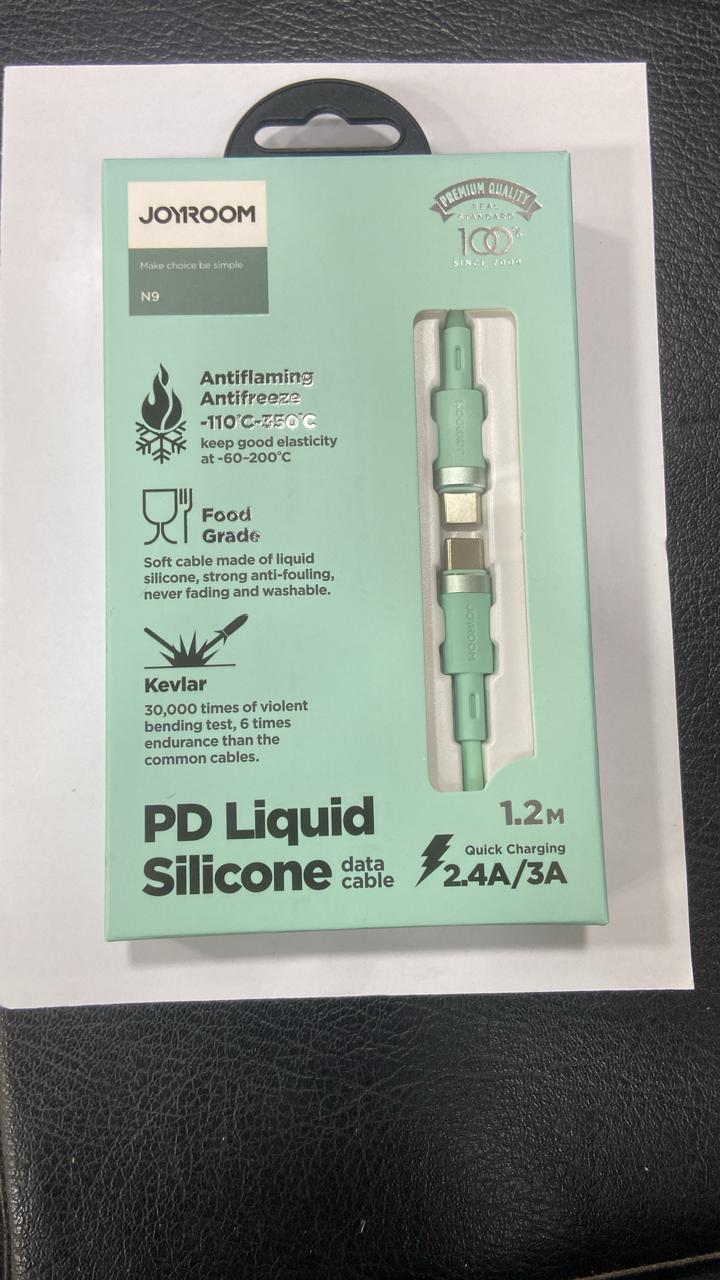 JOYROOM
Make choice be simple
N9
PREMIUM QUALITY
REAL
STANDARD
100%
SINCE 2000
Antiflaming
Antifreeze
-110°C-350°C
keep good elasticity
at -60~200°C
Food
Grade
Soft cable made of liquid
silicone, strong anti-fouling,
never fading and washable.
Kevlar
30,000 times of violent
bending test, 6 times
endurance than the
common cables.
JOYROOM
JOYROOM
PD Liquid
Silicone data
cable
1.2M
Quick Charging
2.4A/3A